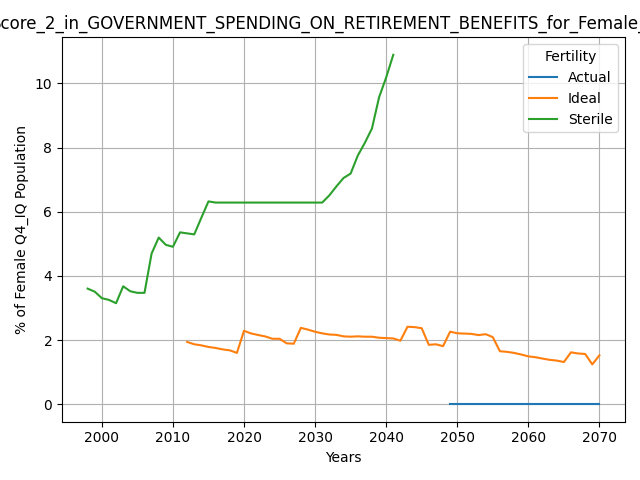 core_2_in_GOVERNMENT_SPENDING_ON_RETIREMENT_BENEFITS_for_Female_
% of Female Q4_IQ Population
10
8
6
4
2
0
Fertility
Actual
Ideal
Sterile
2000 2010 2020 2030 2040 2050 2060 2070
Years